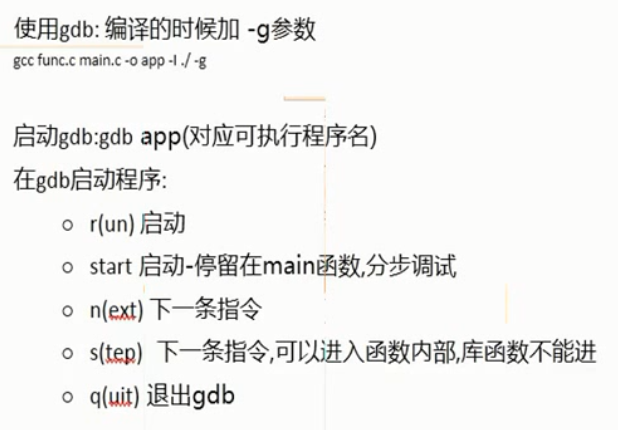 使用gdb: 编译的时候加 -g参数
gcc func.c main.c -o app -I ./ -g
启动gdb:gdb app(对应可执行程序名)
在gdb启动程序:
○ r(un) 启动
○ start 启动-停留在main函数,分步调试
○ n(ext) 下一条指令
○ s(tep) 下一条指令,可以进入函数内部,库函数不能进
○ q(uit) 退出gdb